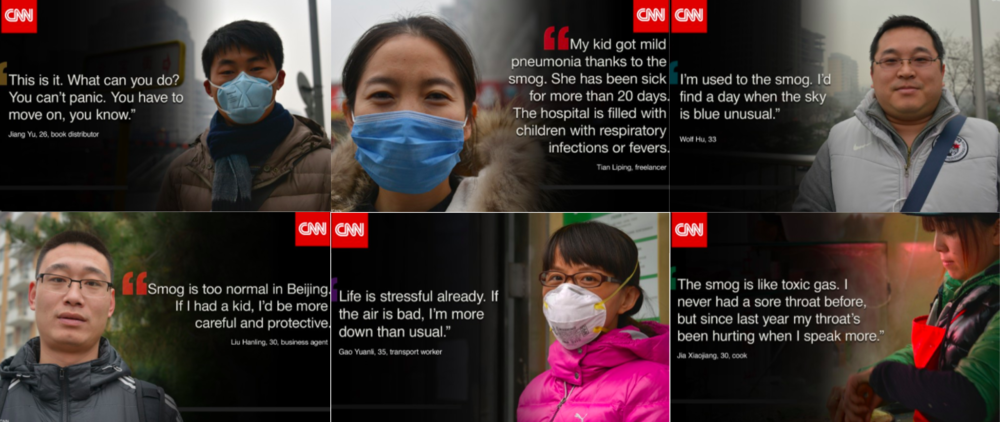 CNN
This is it. What can you do?
You can't panic. You have to
move on, you know.”
Jiang Yu, 26, book distributor
CNN
“My kid got mild
pneumonia thanks to the
smog. She has been sick
for more than 20 days.
The hospital is filled with
children with respiratory
infections or fevers.
Tian Liping, freelancer
CNN
I'm used to the smog. I'd
find a day when the sky
is blue unusual.”
Wolf Hu, 33
CNN
“Smog is too normal in Beijing.
If I had a kid, I'd be more
careful and protective.
Liu Hanling, 30, business agent
CNN
Life is stressful already. If
the air is bad, I'm more
down than usual.”
Gao Yuanli, 35, transport worker
CNN
The smog is like toxic gas. I
never had a sore throat before,
but since last year my throat's
been hurting when I speak more.”
Jia Xiaojiang, 30, cook